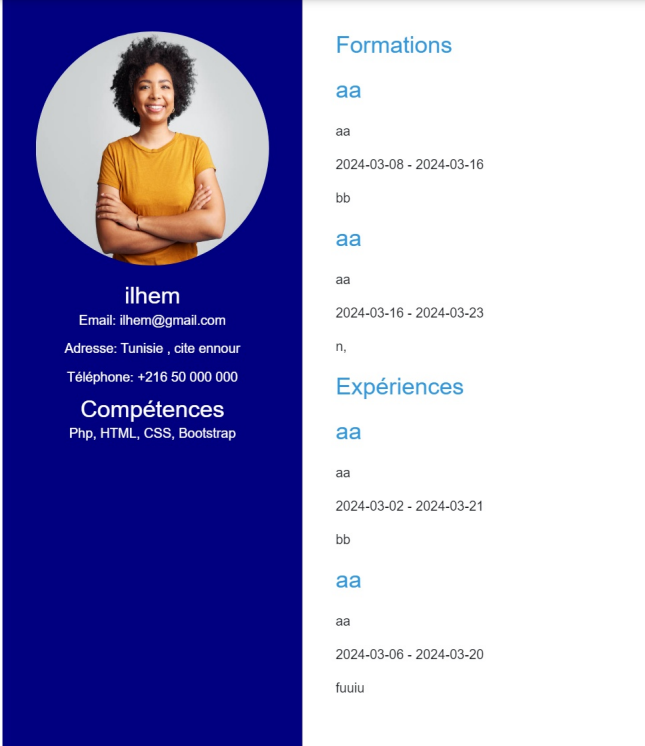 ilhem
Email: ilhem@gmail.com
Adresse: Tunisie , cite ennour
Téléphone: +216 50 000 000
Compétences
Php, HTML, CSS, Bootstrap
Formations
aa
aa
2024-03-08 - 2024-03-16
bb
aa
aa
2024-03-16 - 2024-03-23
n,
Expériences
aa
aa
2024-03-02 - 2024-03-21
bb
aa
aa
2024-03-06 - 2024-03-20
fuuiu